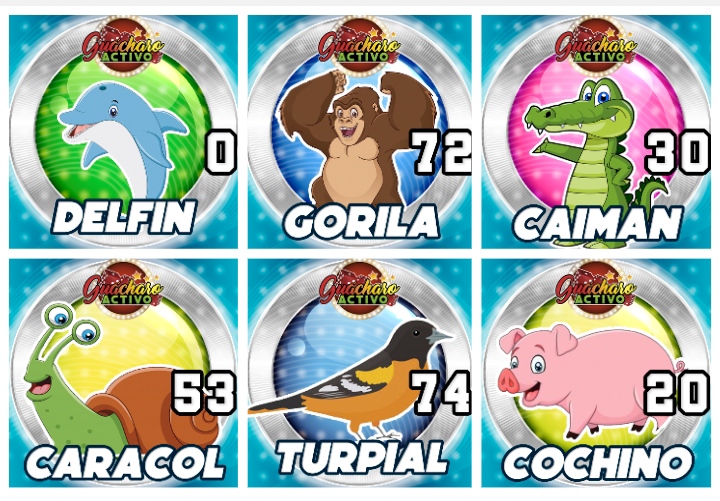 Guácharo
ACTIVO
0
DELFIN
Guácharo
ACTIVO
72
GORILA
Guácharo
ACTIVO
30
CAIMAN
Guácharo
ACTIVO
53
CARACOL
Guácharo
ACTIVO
74
TURPIAL
Guácharo
ACTIVO
20
COCHINO